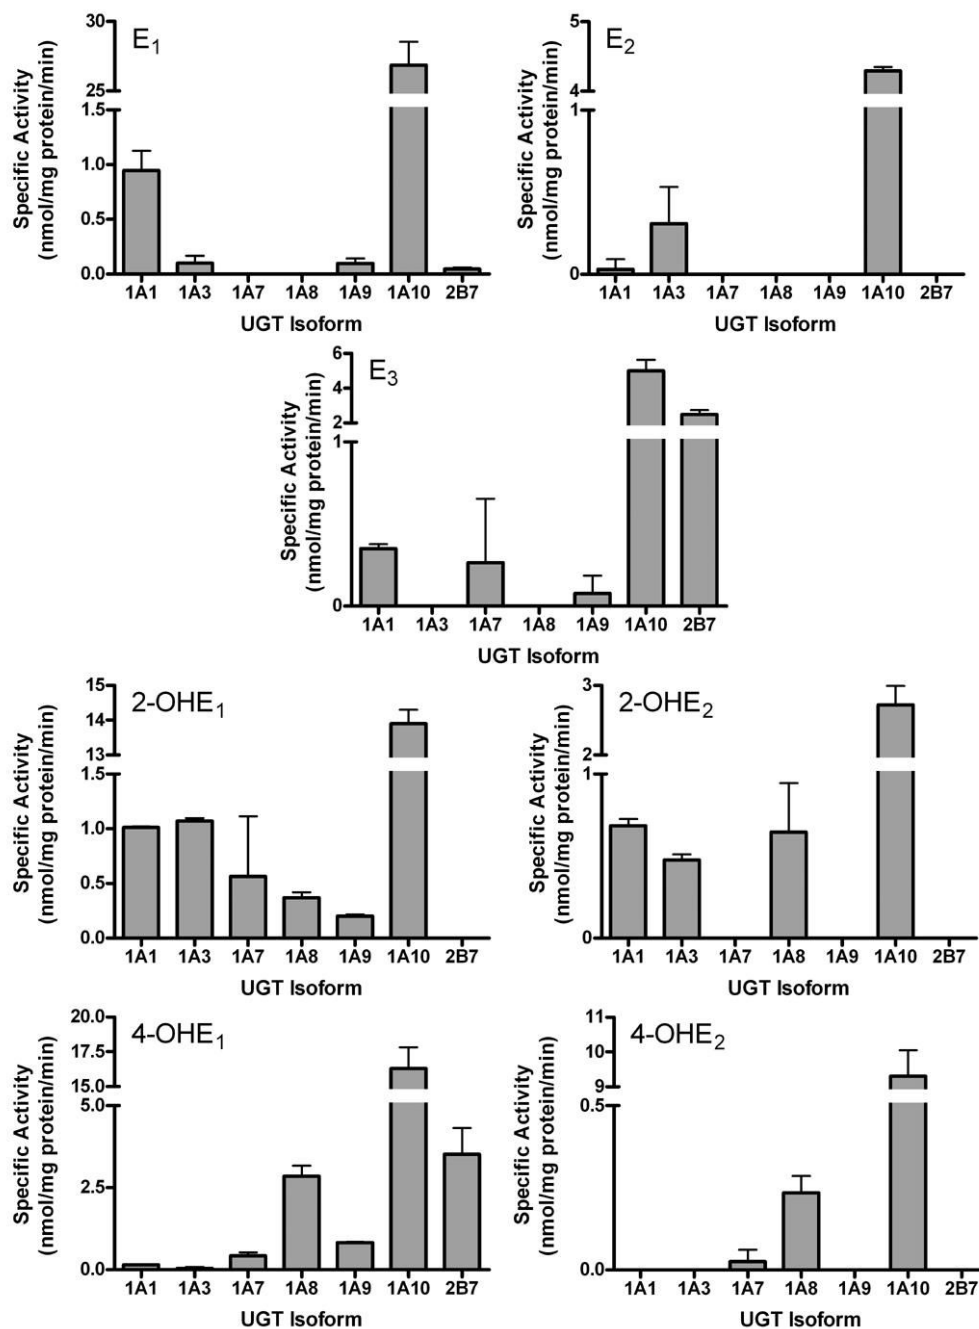 E₁
Specific Activity
(nmol/mg protein/min)
30
25
1.5
1.0
0.5
0.0
1A1 1A3 1A7 1A8 1A9 1A10 2B7
UGT Isoform
E₂
Specific Activity
(nmol/mg protein/min)
5
4
1
0
1A1 1A3 1A7 1A8 1A9 1A10 2B7
UGT Isoform
E₃
Specific Activity
(nmol/mg protein/min)
6
4
2
1
0
1A1 1A3 1A7 1A8 1A9 1A10 2B7
UGT Isoform
2-OHE₁
Specific Activity
(nmol/mg protein/min)
15
14
13
1.5
1.0
0.5
0.0
1A1 1A3 1A7 1A8 1A9 1A10 2B7
UGT Isoform
2-OHE₂
Specific Activity
(nmol/mg protein/min)
3
2
1
0
1A1 1A3 1A7 1A8 1A9 1A10 2B7
UGT Isoform
4-OHE₁
Specific Activity
(nmol/mg protein/min)
20.0
17.5
15.0
5.0
2.5
0.0
1A1 1A3 1A7 1A8 1A9 1A10 2B7
UGT Isoform
4-OHE₂
Specific Activity
(nmol/mg protein/min)
11
10
9
0.5
0.0
1A1 1A3 1A7 1A8 1A9 1A10 2B7
UGT Isoform